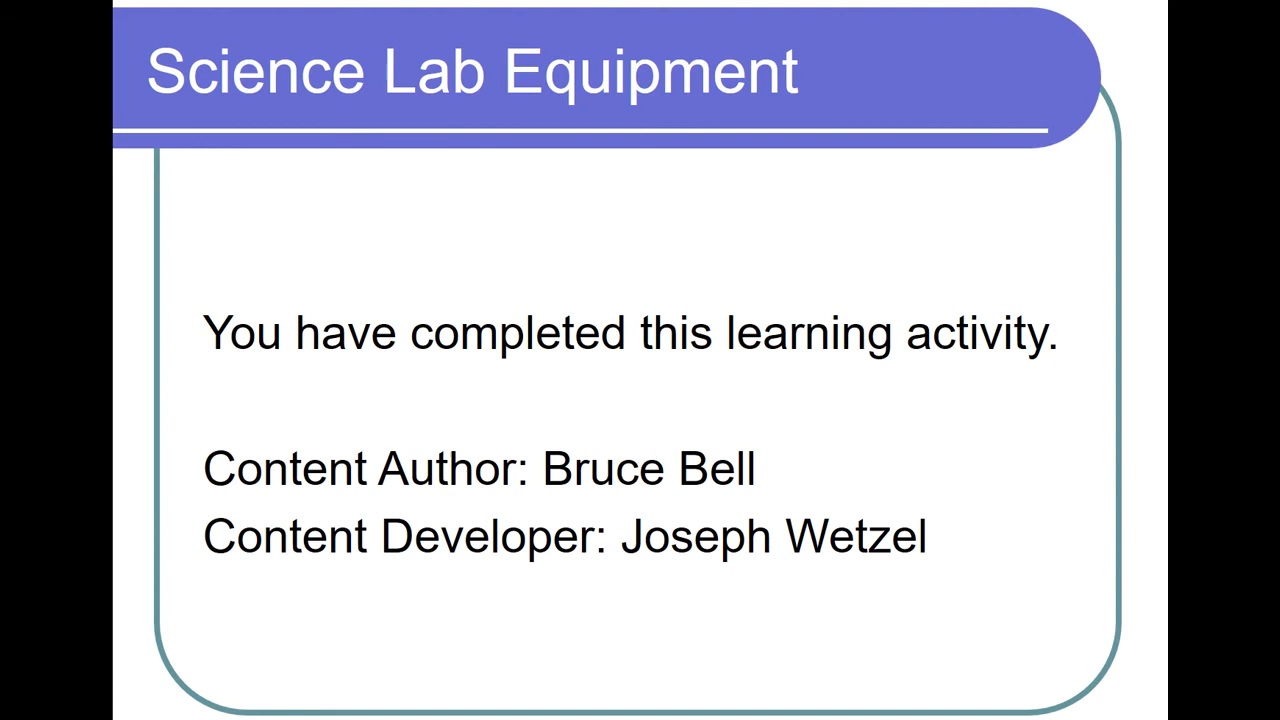 Science Lab Equipment
You have completed this learning activity.
Content Author: Bruce Bell
Content Developer: Joseph Wetzel